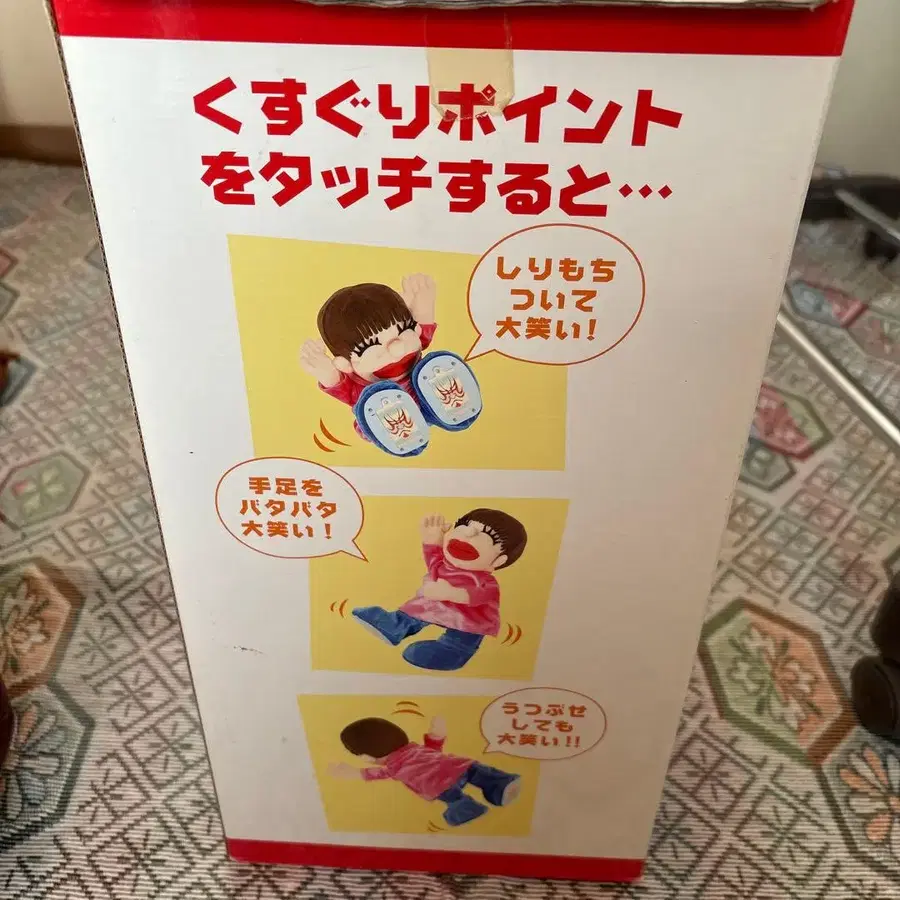 くすぐりポイント
をタッチすると…
しりもち
ついて
大笑い!
手足を
バタバタ
大笑い!
うつぶせ
しても
大笑い!!